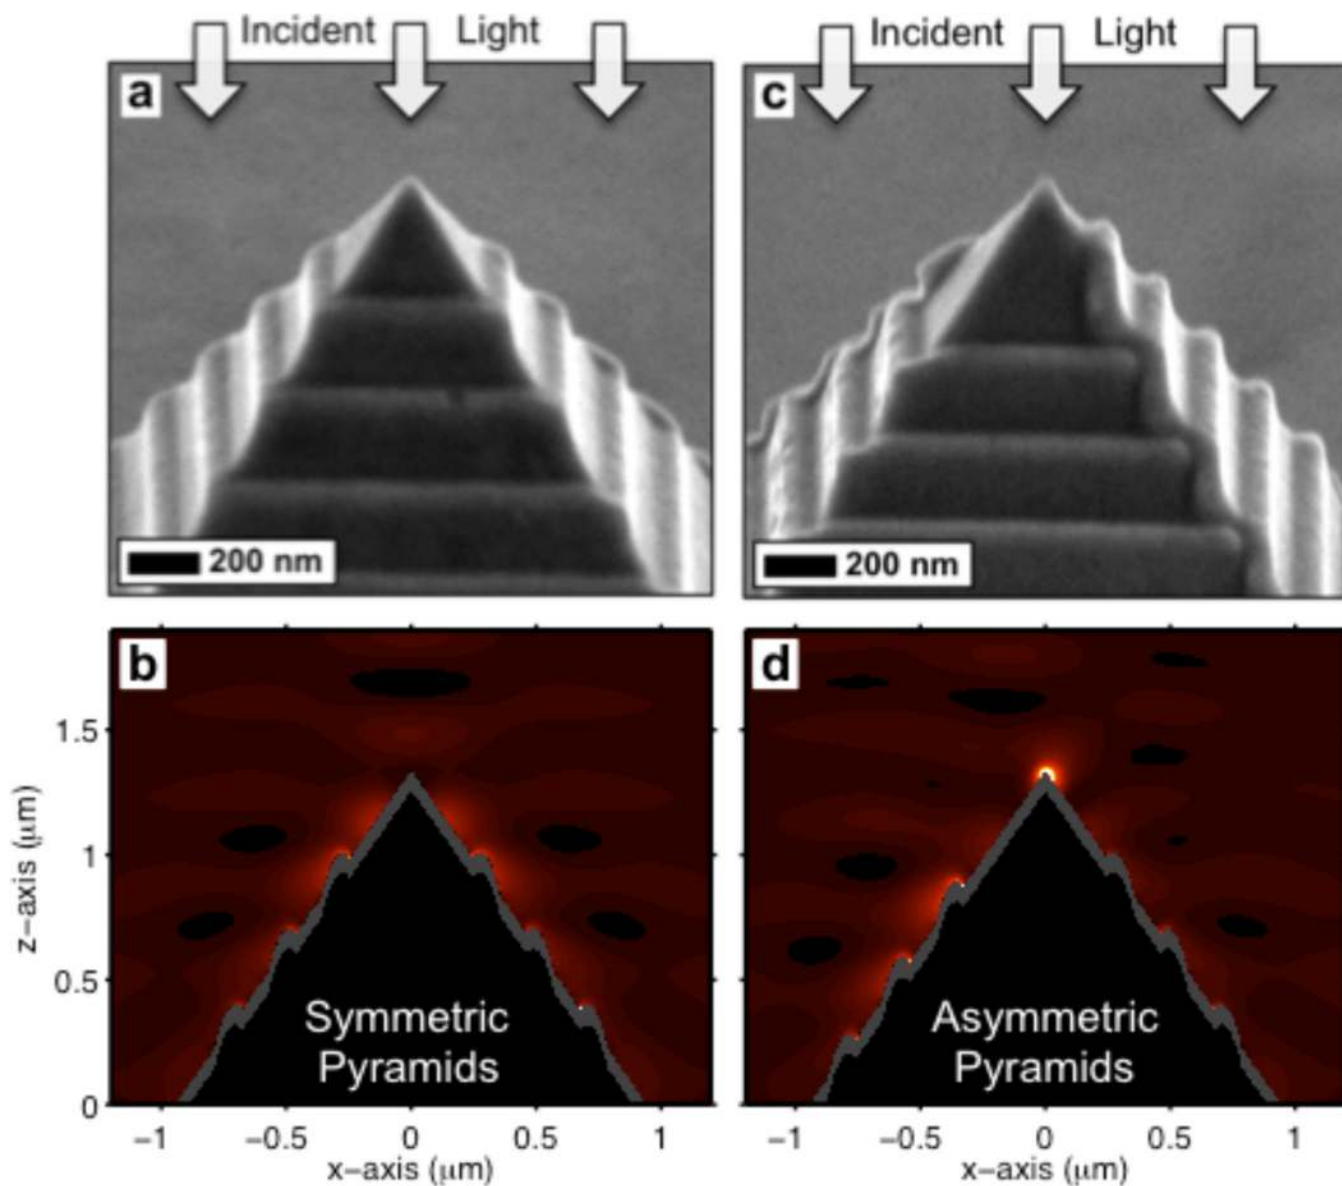 Incident Light
Incident Light
a
c
200 nm
200 nm
b
d
1.5
1
0.5
0
z-axis (μm)
Symmetric
Pyramids
Asymmetric
Pyramids
−1 −0.5 0 0.5 1
−1 −0.5 0 0.5 1
x-axis (μm)
x-axis (μm)